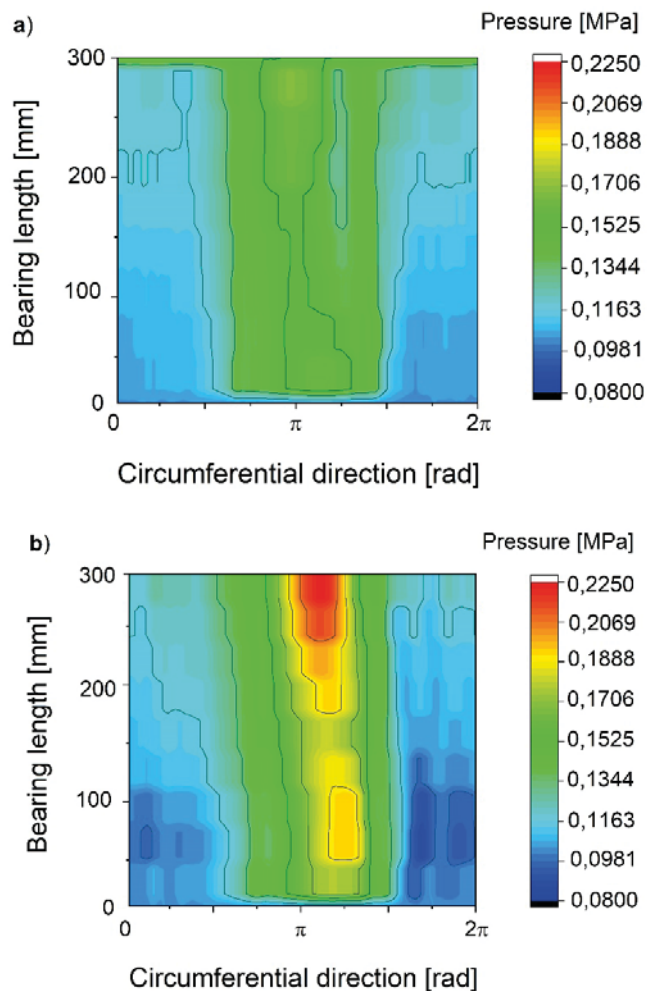 a)
Pressure [MPa]
0,2250
0,2069
0,1888
0,1706
0,1525
0,1344
0,1163
0,0981
0,0800
300
200
100
0
Bearing length [mm]
0 π 2π
Circumferential direction [rad]
b)
Pressure [MPa]
0,2250
0,2069
0,1888
0,1706
0,1525
0,1344
0,1163
0,0981
0,0800
300
200
100
0
Bearing length [mm]
0 π 2π
Circumferential direction [rad]